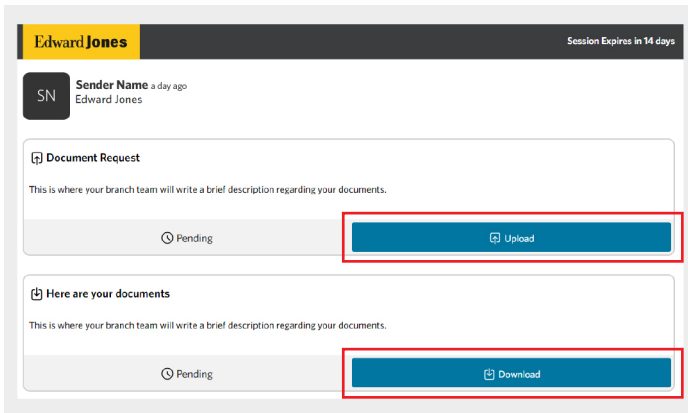 Edward Jones
Session Expires in 14 days
SN
Sender Name a day ago
Edward Jones
Document Request
This is where your branch team will write a brief description regarding your documents.
Pending
Upload
Here are your documents
This is where your branch team will write a brief description regarding your documents.
Pending
Download